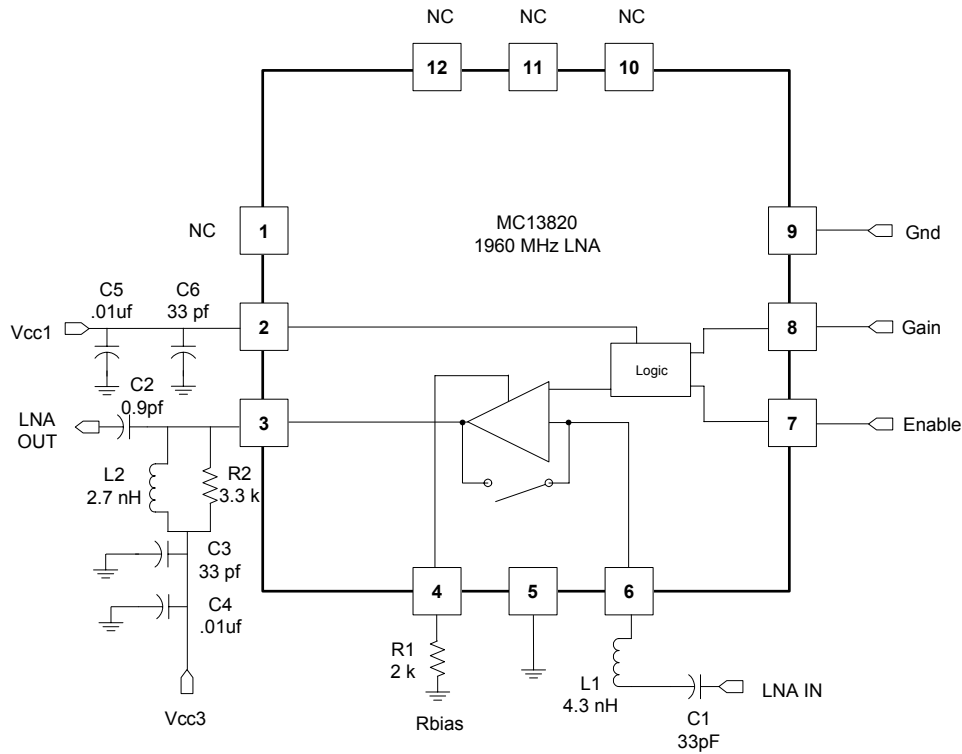 NC
NC
NC
12
11
10
NC
1
MC13820
1960 MHz LNA
9
Gnd
C5
.01uf
C6
33 pf
Vcc1
2
8
Gain
Logic
C2
0.9pf
LNA
OUT
3
7
Enable
L2
2.7 nH
R2
3.3 k
C3
33 pf
C4
.01uf
4
5
6
R1
2 k
L1
4.3 nH
LNA IN
C1
33pF
Vcc3
Rbias